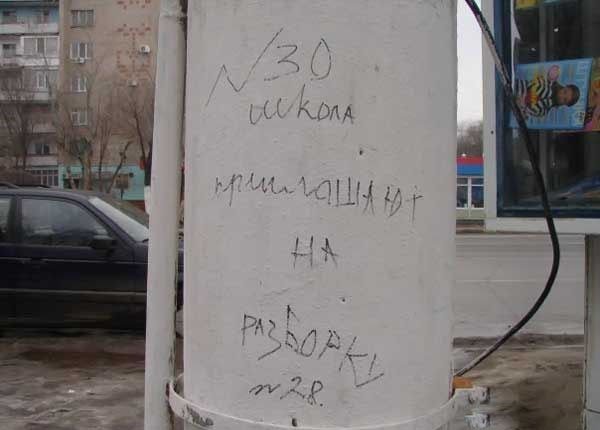 №30
школа
приглашают
на
разборки
№28.